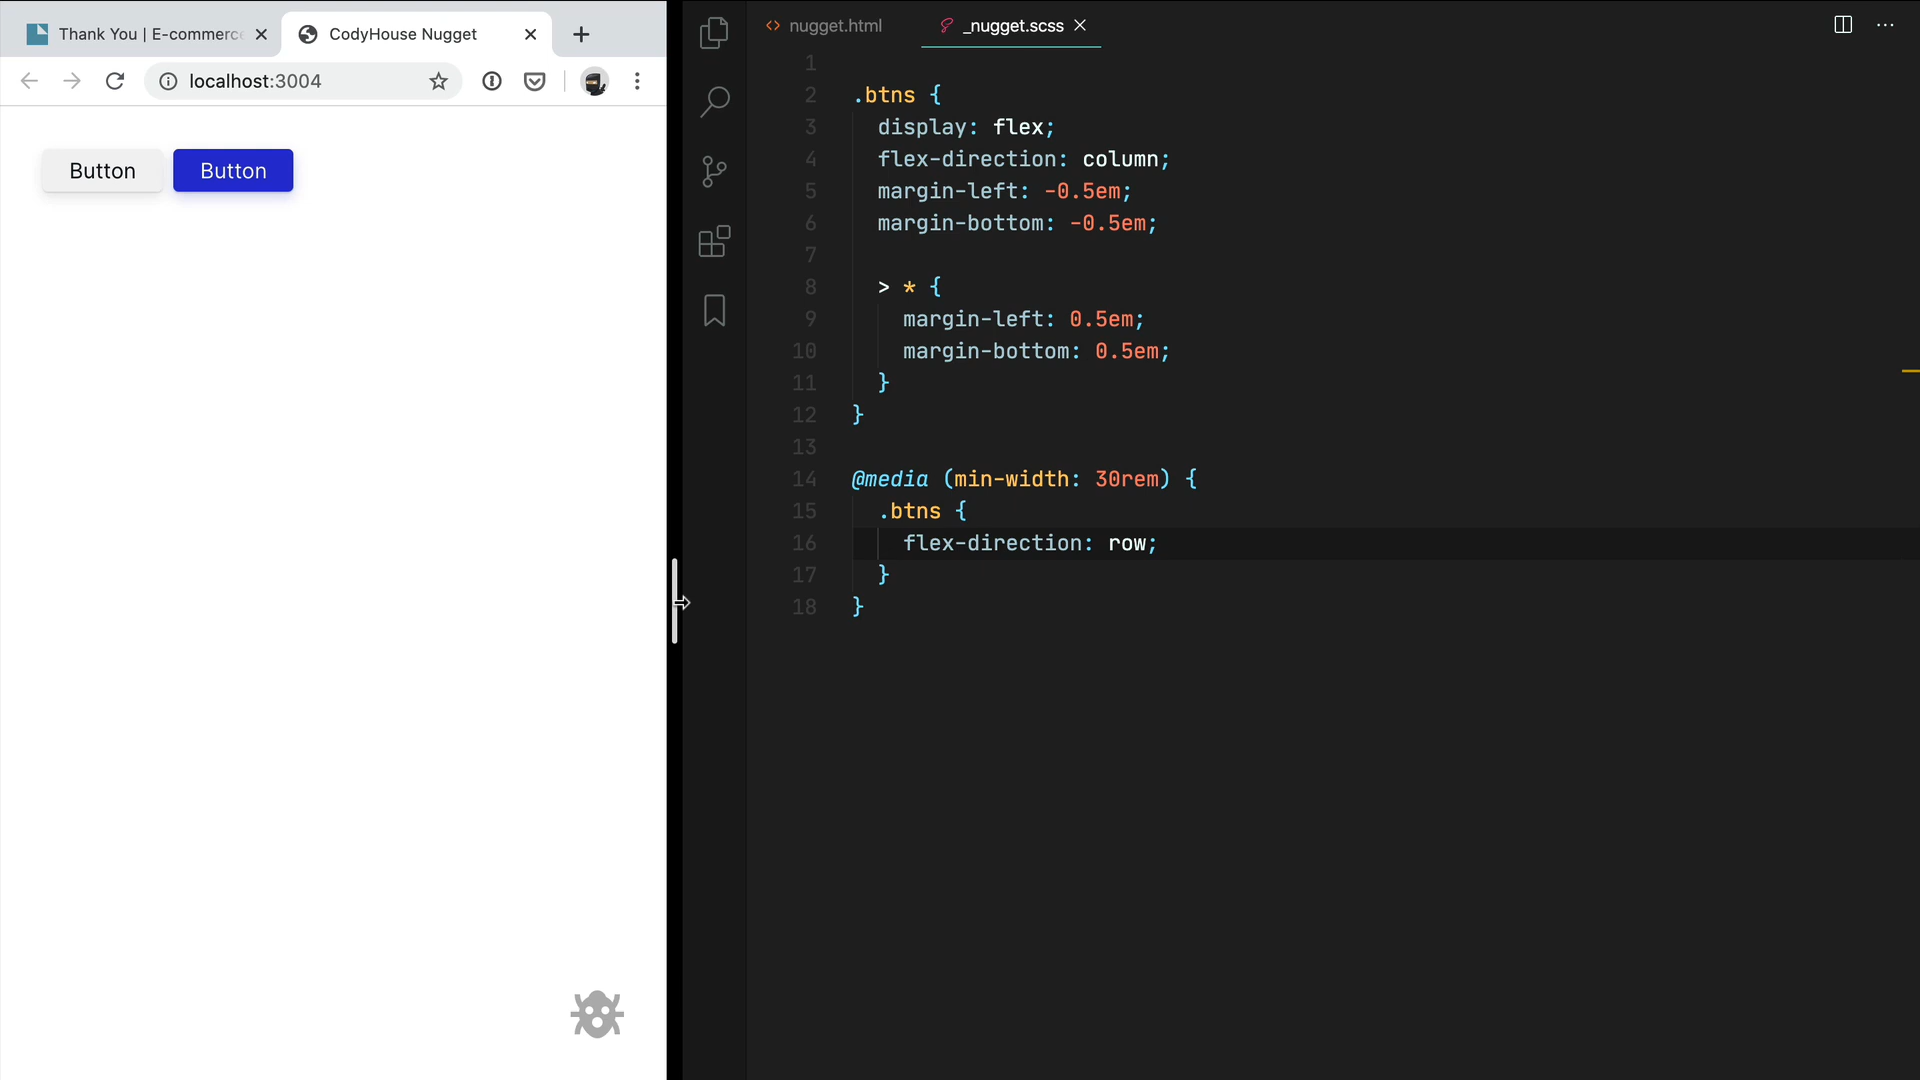 Thank You | E-commerc
CodyHouse Nugget
localhost:3004
Button
Button
nugget.html
_nugget.scss
1
2 .btns {
3 display: flex;
4 flex-direction: column;
5 margin-left: -0.5em;
6 margin-bottom: -0.5em;
7
8 > * {
9 margin-left: 0.5em;
10 margin-bottom: 0.5em;
11 }
12 }
13
14 @media (min-width: 30rem) {
15 .btns {
16 flex-direction: row;
17 }
18 }